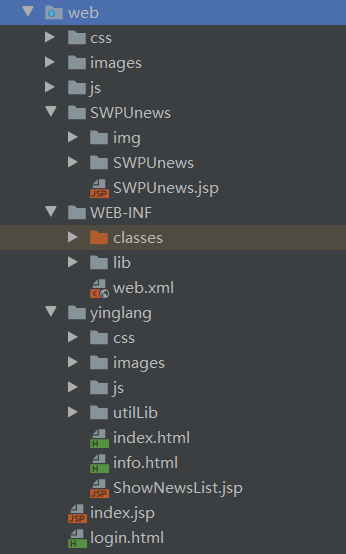 web
css
images
js
SWPUnews
img
SWPUnews
SWPUnews.jsp
WEB-INF
classes
lib
web.xml
yinglang
css
images
js
utilLib
index.html
info.html
ShowNewsList.jsp
index.jsp
login.html